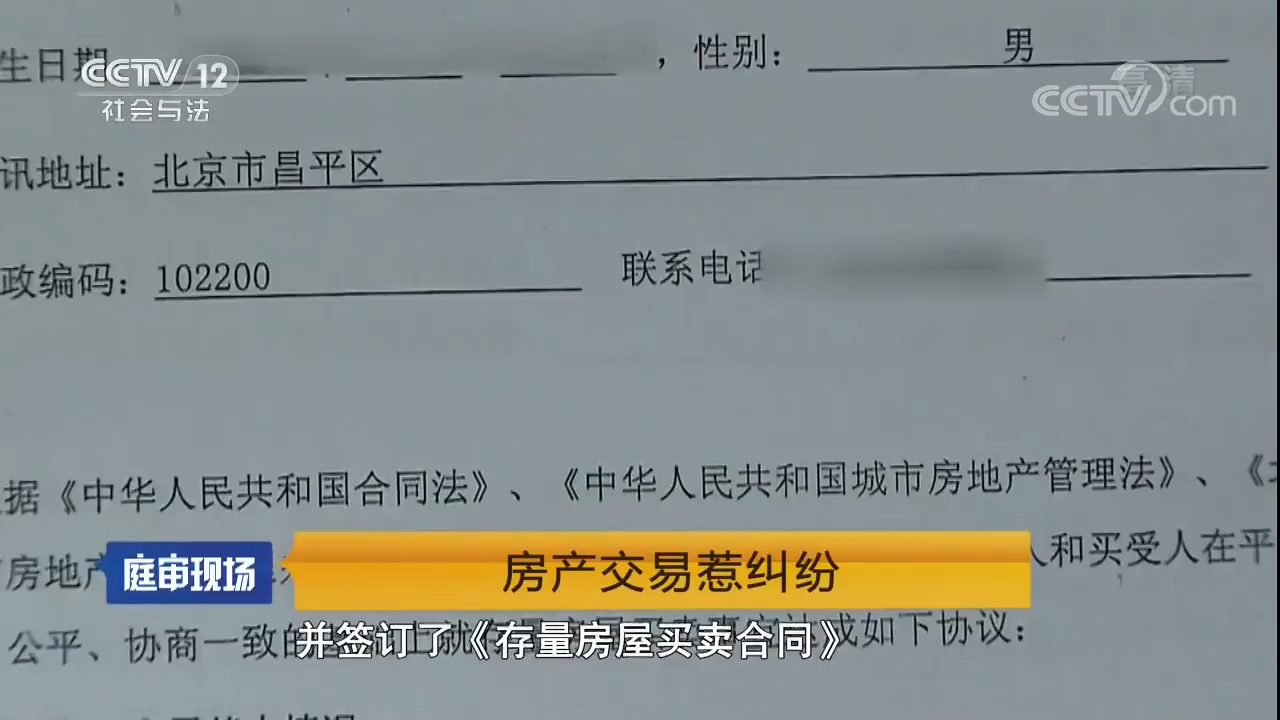 生日期
，性别： 男
CCTV 12
社会与法
高清
CCTV com
讯地址：北京市昌平区
政编码：102200 联系电话
据《中华人民共和国合同法》、《中华人民共和国城市房地产管理法》、《
房地产
人和买受人在平
庭审现场
房产交易惹纠纷
公平、协商一致的
成如下协议：
并签订了《存量房屋买卖合同》